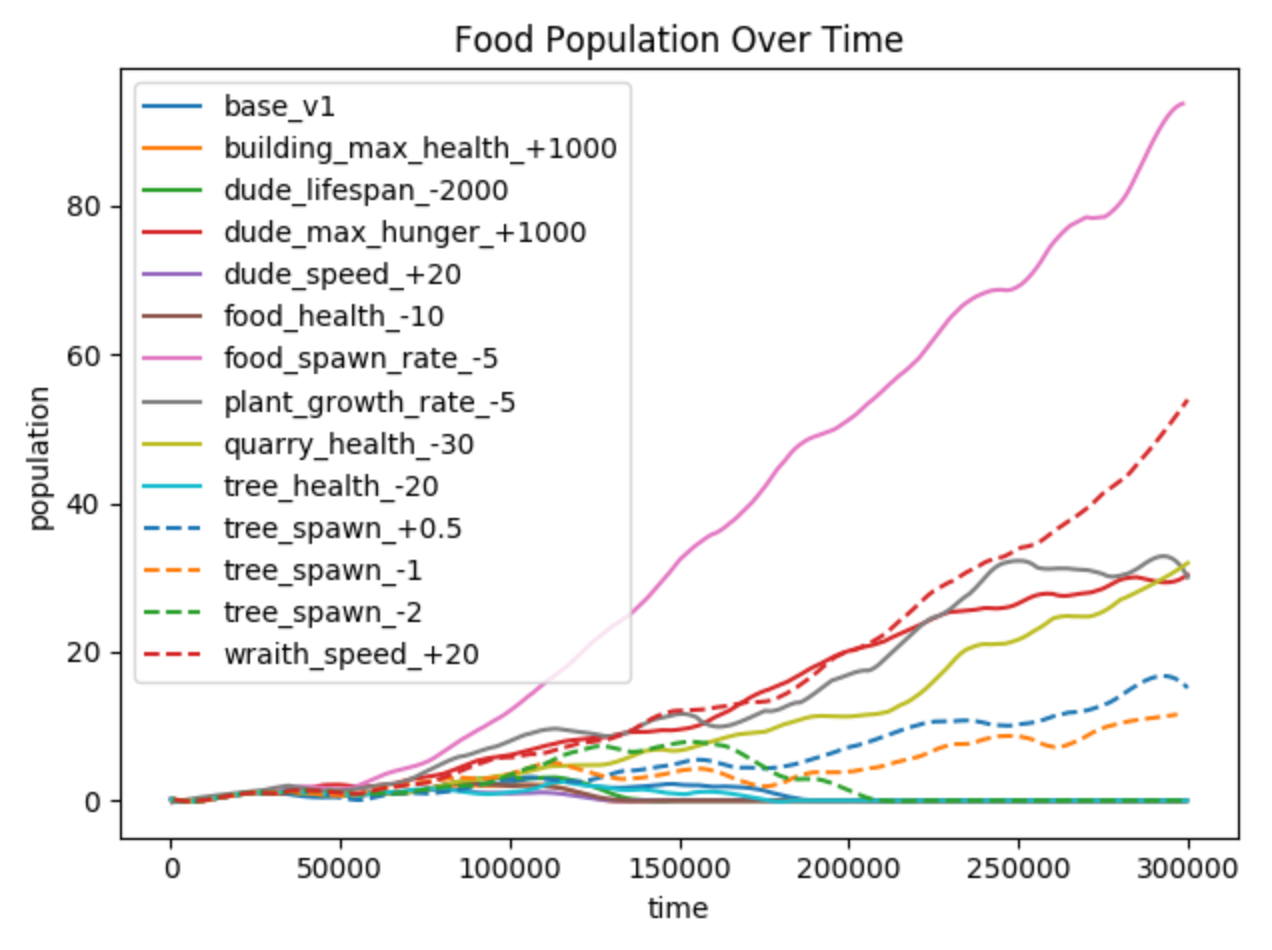 Food Population Over Time
base_v1
building_max_health_+1000
dude_lifespan_-2000
dude_max_hunger_+1000
dude_speed_+20
food_health_-10
food_spawn_rate_-5
plant_growth_rate_-5
quarry_health_-30
tree_health_-20
tree_spawn_+0.5
tree_spawn_-1
tree_spawn_-2
wraith_speed_+20
population
80
60
40
20
0
0 50000 100000 150000 200000 250000 300000
time